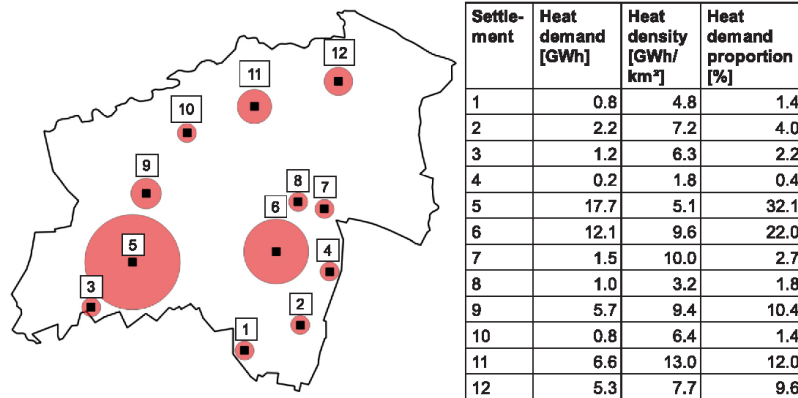 12
11
10
9
8
7
6
5
4
3
2
1
Settle-
ment
Heat
demand
[GWh]
Heat
density
[GWh/
km²]
Heat
demand
proportion
[%]
1 0.8 4.8 1.4
2 2.2 7.2 4.0
3 1.2 6.3 2.2
4 0.2 1.8 0.4
5 17.7 5.1 32.1
6 12.1 9.6 22.0
7 1.5 10.0 2.7
8 1.0 3.2 1.8
9 5.7 9.4 10.4
10 0.8 6.4 1.4
11 6.6 13.0 12.0
12 5.3 7.7 9.6